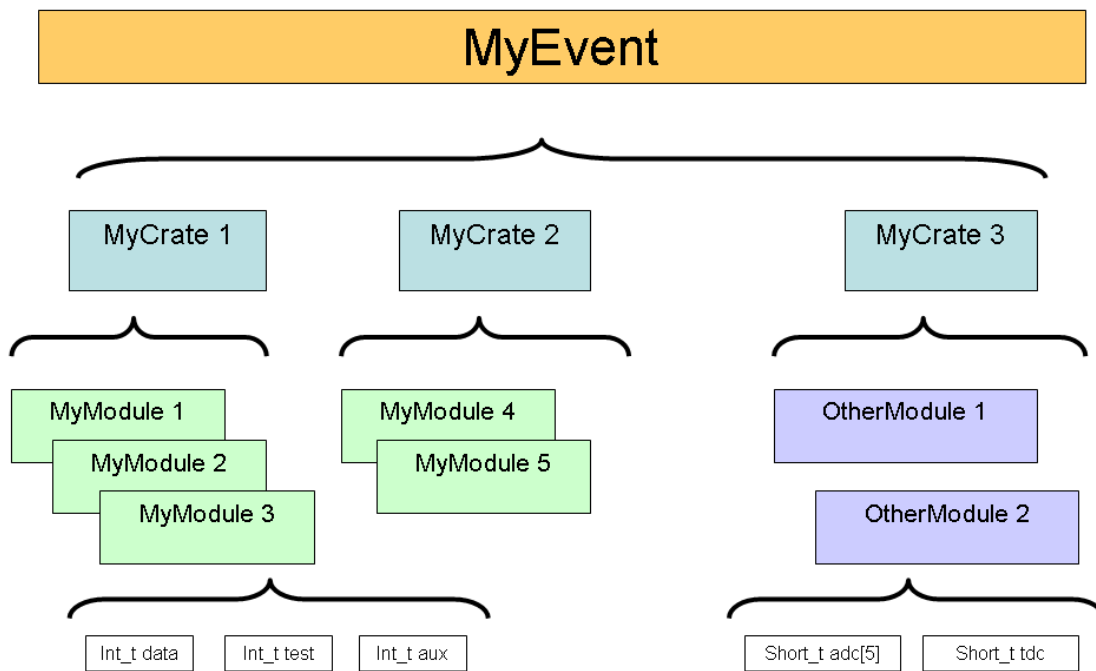 MyEvent
MyCrate 1
MyCrate 2
MyCrate 3
MyModule 1
MyModule 2
MyModule 3
MyModule 4
MyModule 5
OtherModule 1
OtherModule 2
Int_t data
Int_t test
Int_t aux
Short_t adc[5]
Short_t tdc